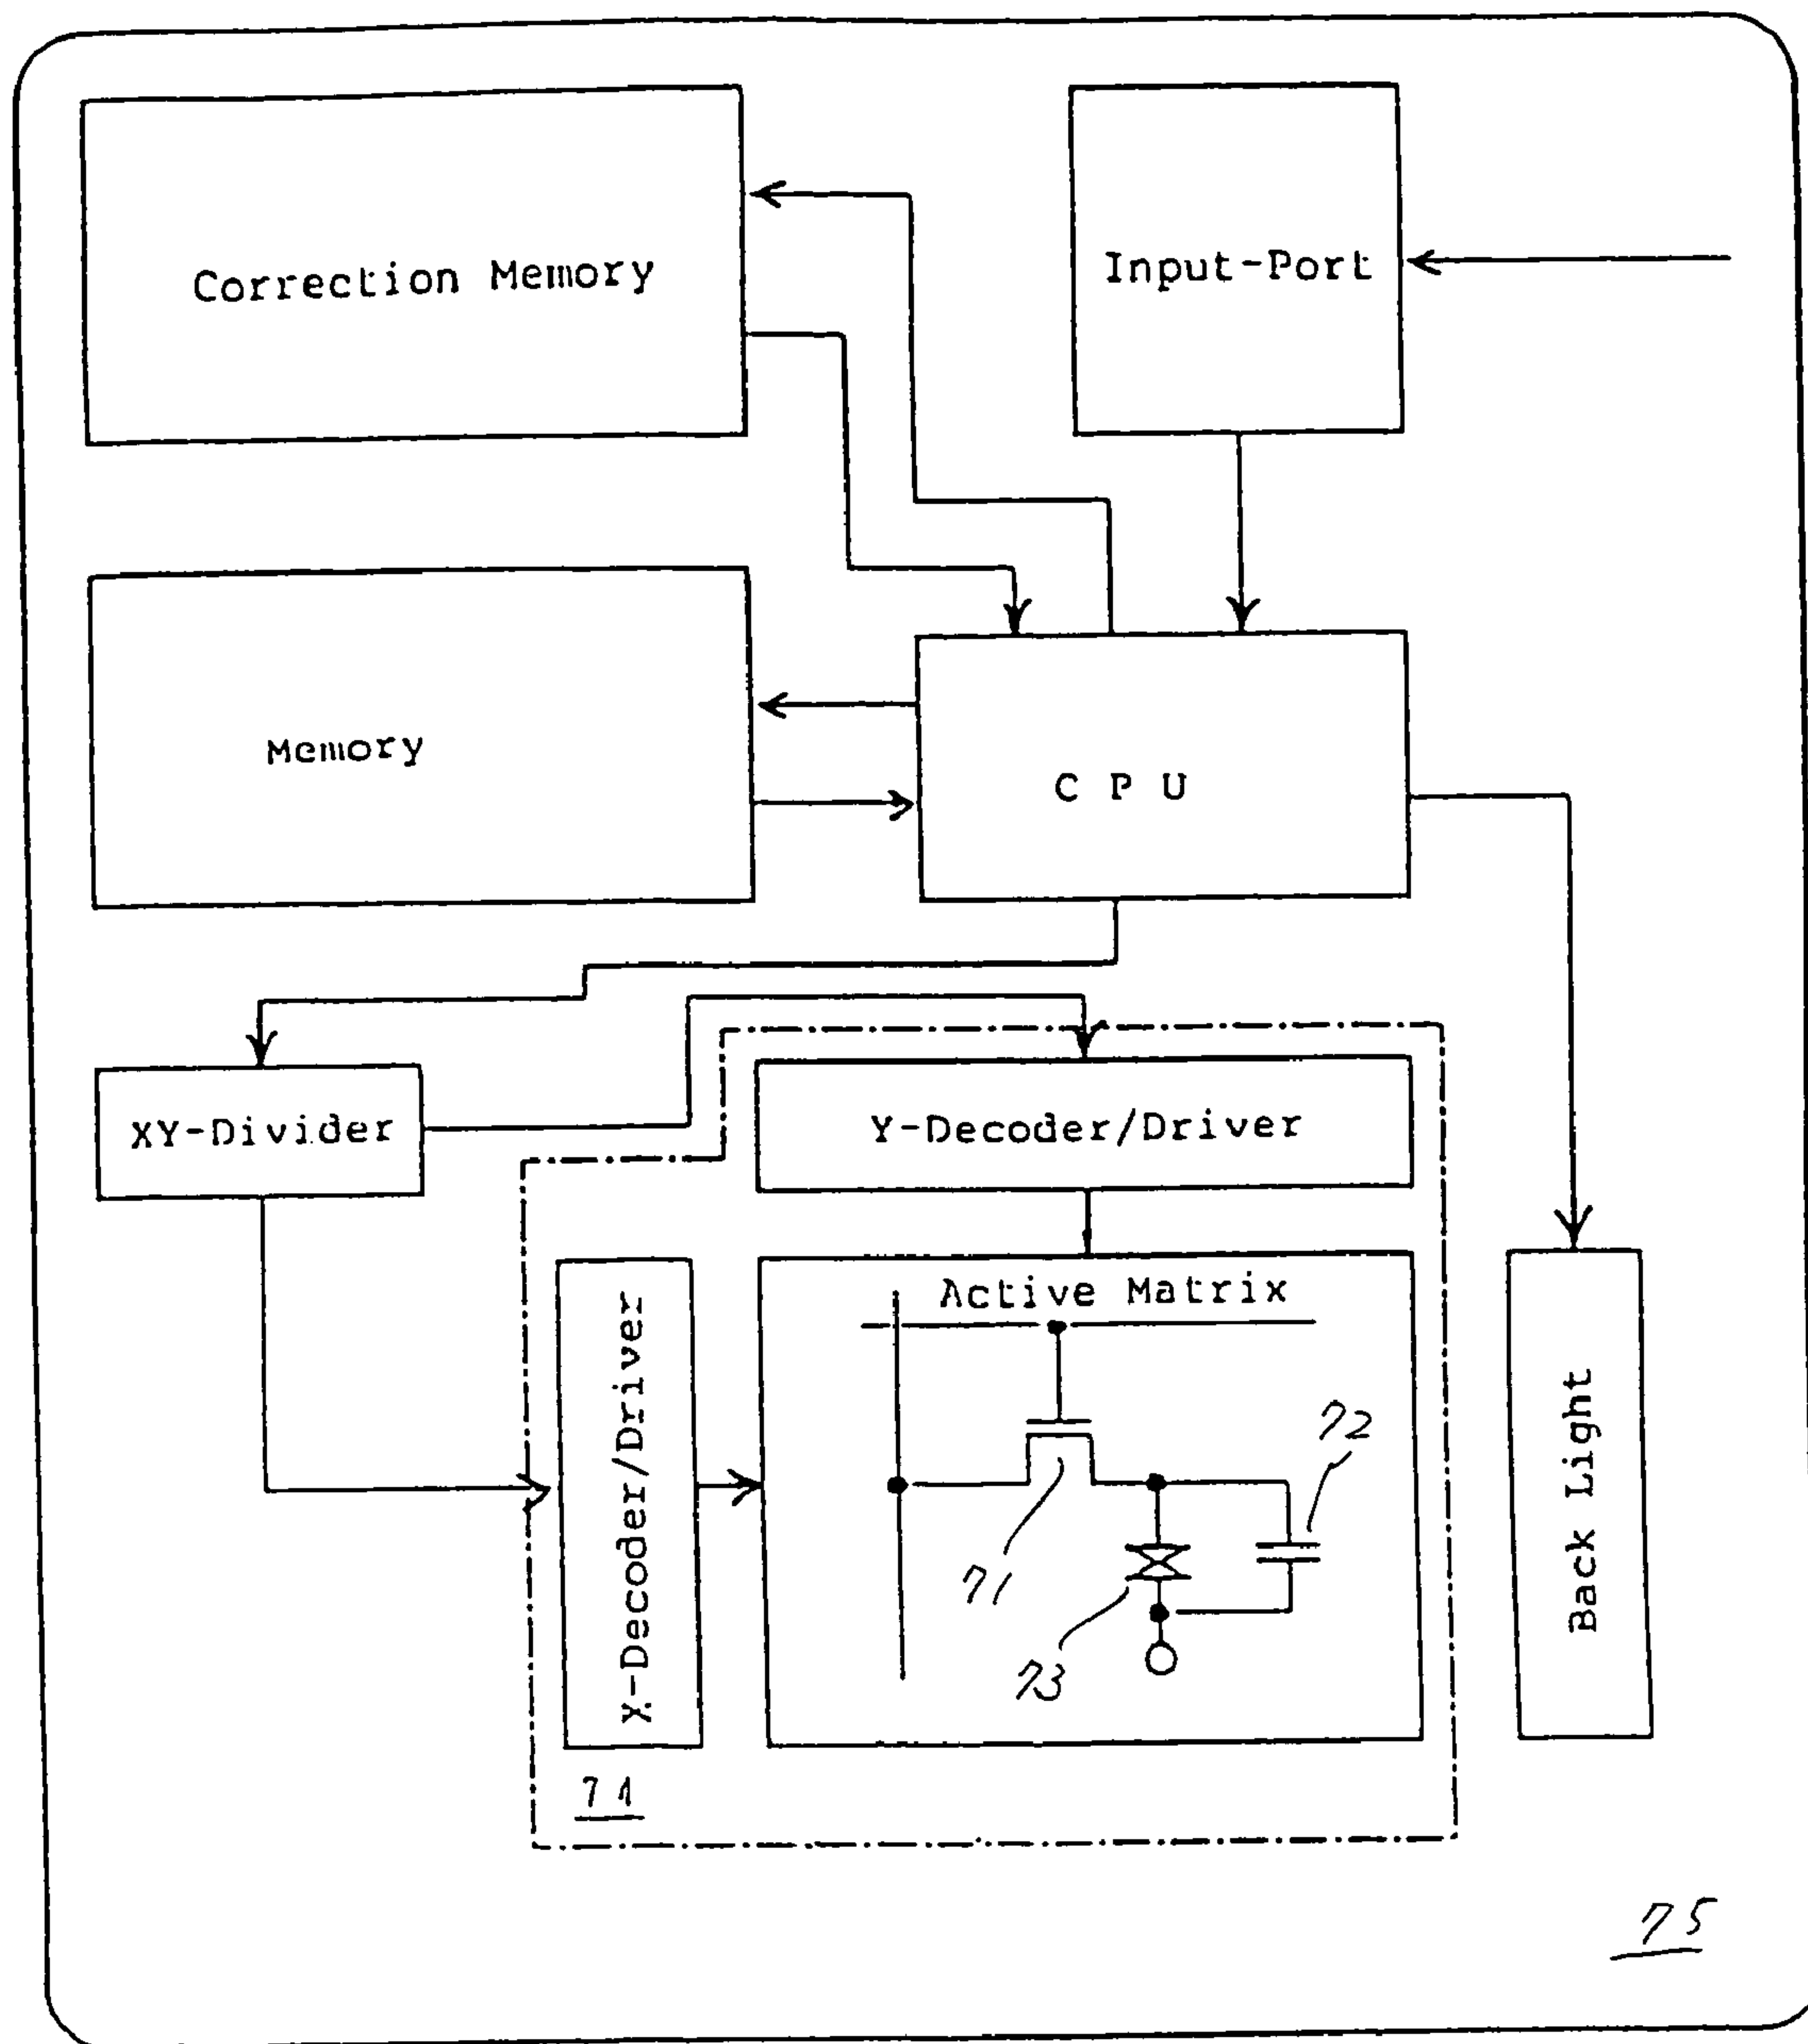 Correction Memory
Input-Port
Memory
C P U
XY-Divider
Y-Decoder/Driver
X-Decoder/Driver
Active Matrix
72
71
73
Back Light
75